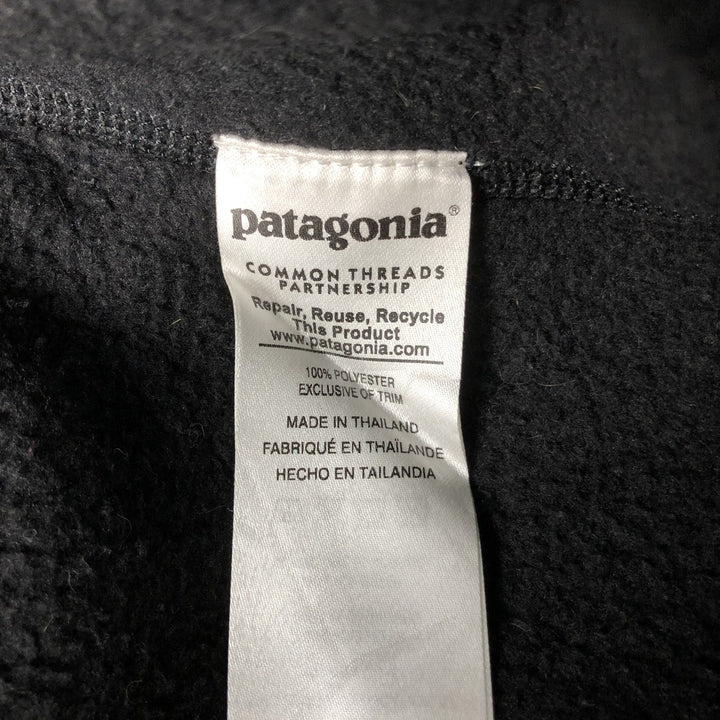 patagonia®
COMMON THREADS
PARTNERSHIP
Repair, Reuse, Recycle
This Product
www.patagonia.com
100% POLYESTER
EXCLUSIVE OF TRIM
MADE IN THAILAND
FABRIQUÉ EN THAÏLANDE
HECHO EN TAILANDIA